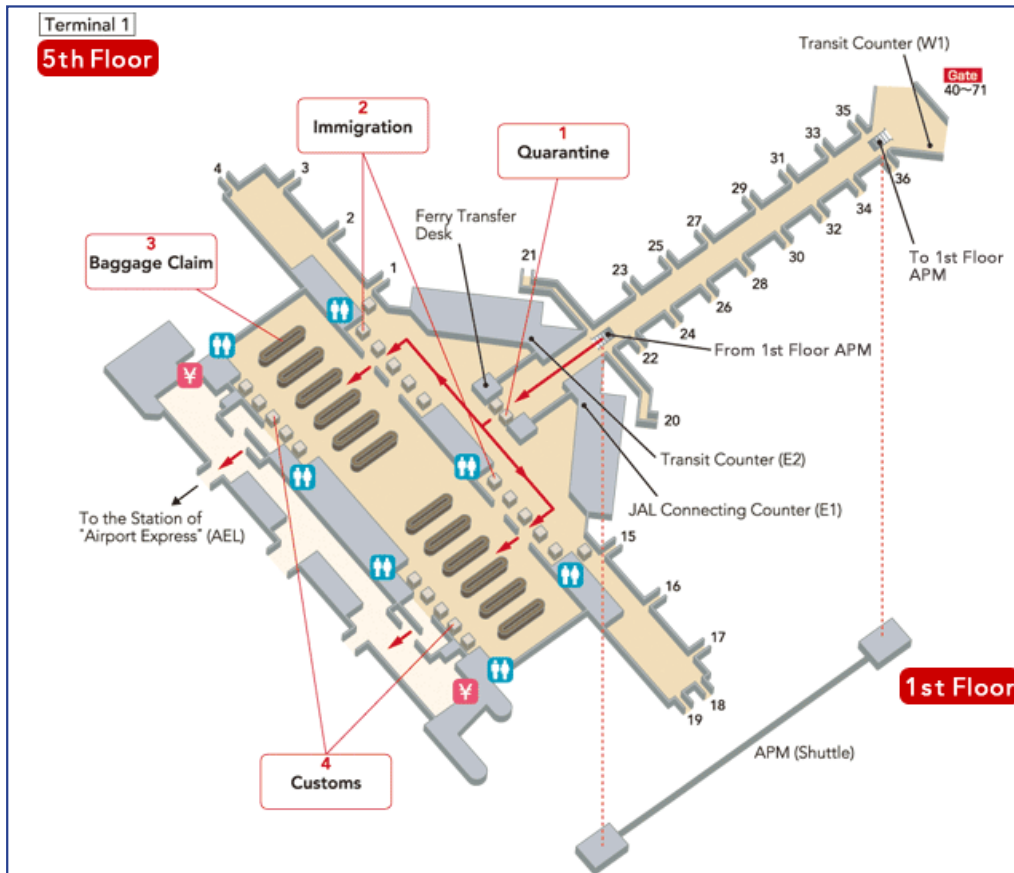 Terminal 1
5th Floor
Transit Counter (W1)
Gate
40～71
2
Immigration
1
Quarantine
35
33
31
29
27
25
23
21
36
34
32
30
28
26
24
22
20
4
3
2
1
Ferry Transfer
Desk
To 1st Floor
APM
3
Baggage Claim
From 1st Floor APM
¥
Transit Counter (E2)
JAL Connecting Counter (E1)
To the Station of
"Airport Express" (AEL)
15
16
17
18
19
¥
1st Floor
APM (Shuttle)
4
Customs